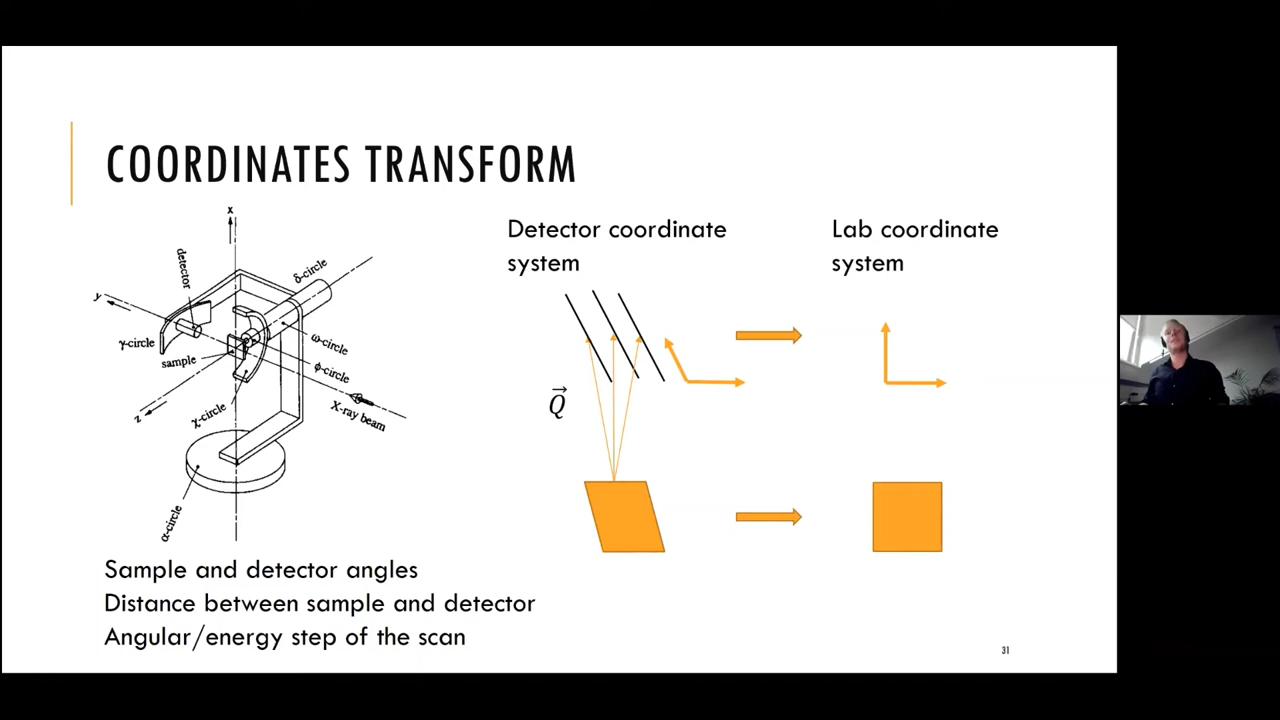 COORDINATES TRANSFORM
x
detector
δ-circle
y
γ-circle
sample
ω-circle
ϕ-circle
X-ray beam
z
χ-circle
α-circle
Detector coordinate
system
Lab coordinate
system
Q
Sample and detector angles
Distance between sample and detector
Angular/energy step of the scan
31